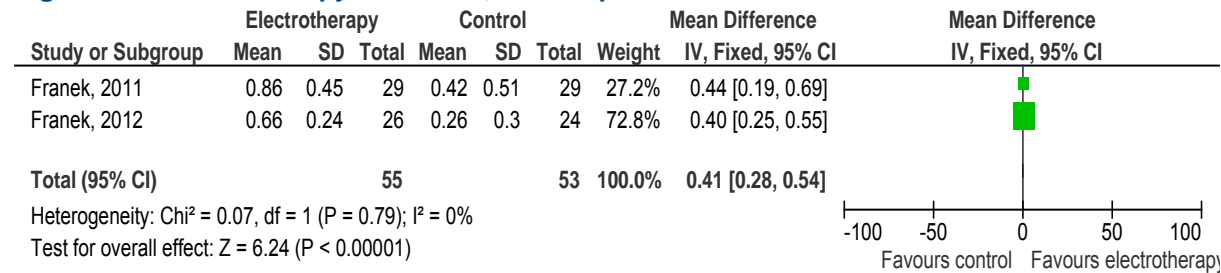 Electrotherapy Control Mean Difference Mean Difference
Study or Subgroup Mean SD Total Mean SD Total Weight IV, Fixed, 95% CI IV, Fixed, 95% CI
Franek, 2011 0.86 0.45 29 0.42 0.51 29 27.2% 0.44 [0.19, 0.69]
Franek, 2012 0.66 0.24 26 0.26 0.3 24 72.8% 0.40 [0.25, 0.55]
Total (95% CI) 55 53 100.0% 0.41 [0.28, 0.54]
Heterogeneity: Chi² = 0.07, df = 1 (P = 0.79); I² = 0%
Test for overall effect: Z = 6.24 (P < 0.00001)
-100 -50 0 50 100
Favours control Favours electrotherapy